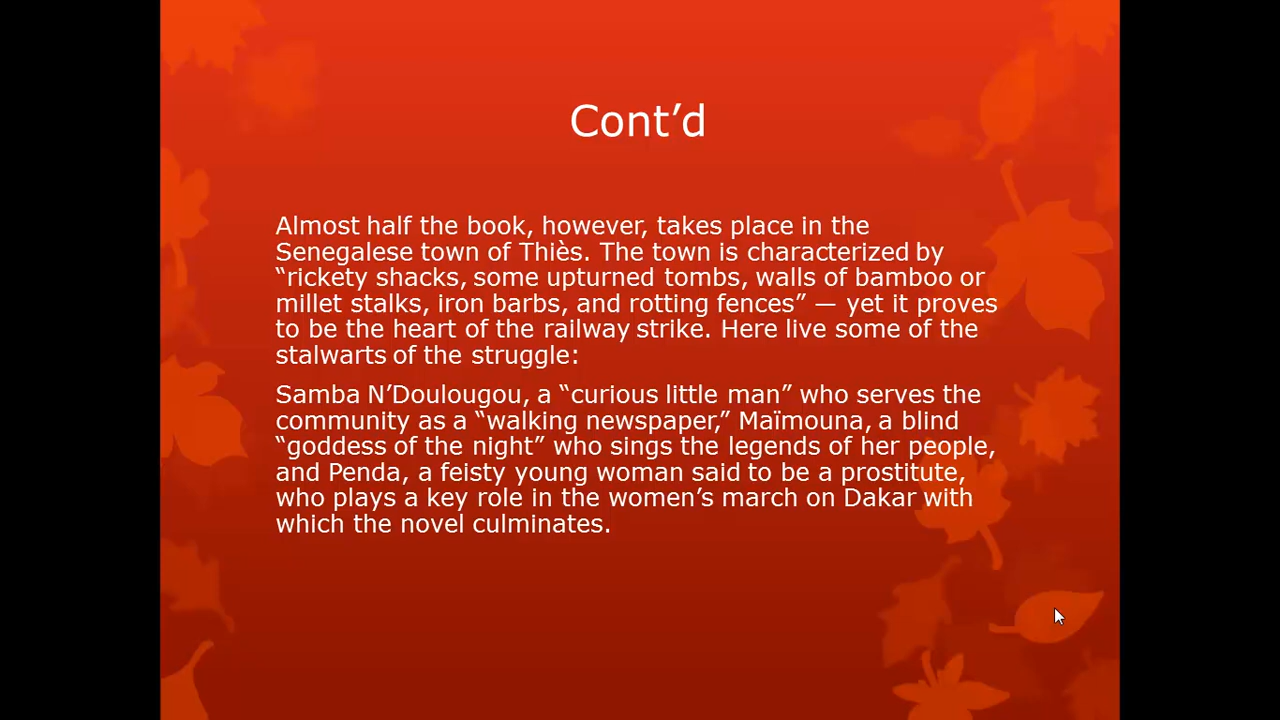 Cont’d
Almost half the book, however, takes place in the
Senegalese town of Thiès. The town is characterized by
“rickety shacks, some upturned tombs, walls of bamboo or
millet stalks, iron barbs, and rotting fences” — yet it proves
to be the heart of the railway strike. Here live some of the
stalwarts of the struggle:
Samba N’Doulougou, a “curious little man” who serves the
community as a “walking newspaper,” Maïmouna, a blind
“goddess of the night” who sings the legends of her people,
and Penda, a feisty young woman said to be a prostitute,
who plays a key role in the women’s march on Dakar with
which the novel culminates.